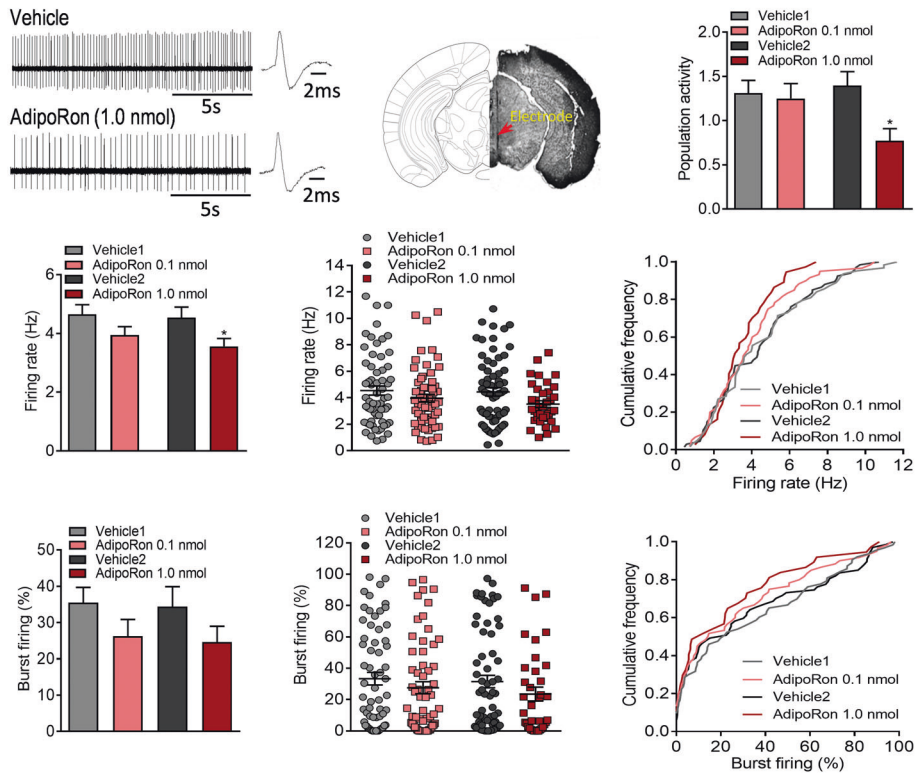 Vehicle
5s
2ms
AdipoRon (1.0 nmol)
5s
2ms
Electrode
Vehicle1
AdipoRon 0.1 nmol
Vehicle2
AdipoRon 1.0 nmol
Population activity
2.0
1.5
1.0
0.5
0.0
*
Vehicle1
AdipoRon 0.1 nmol
Vehicle2
AdipoRon 1.0 nmol
Firing rate (Hz)
6
4
2
0
*
Vehicle1
AdipoRon 0.1 nmol
Vehicle2
AdipoRon 1.0 nmol
Firing rate (Hz)
14
12
10
8
6
4
2
0
Cumulative frequency
1.0
0.8
0.6
0.4
0.2
0.0
Vehicle1
AdipoRon 0.1 nmol
Vehicle2
AdipoRon 1.0 nmol
0 2 4 6 8 10 12
Firing rate (Hz)
Vehicle1
AdipoRon 0.1 nmol
Vehicle2
AdipoRon 1.0 nmol
Burst firing (%)
50
40
30
20
10
0
Vehicle1
AdipoRon 0.1 nmol
Vehicle2
AdipoRon 1.0 nmol
Burst firing (%)
120
100
80
60
40
20
0
Cumulative frequency
1.0
0.8
0.6
0.4
0.2
Vehicle1
AdipoRon 0.1 nmol
Vehicle2
AdipoRon 1.0 nmol
0 20 40 60 80 100
Burst firing (%)